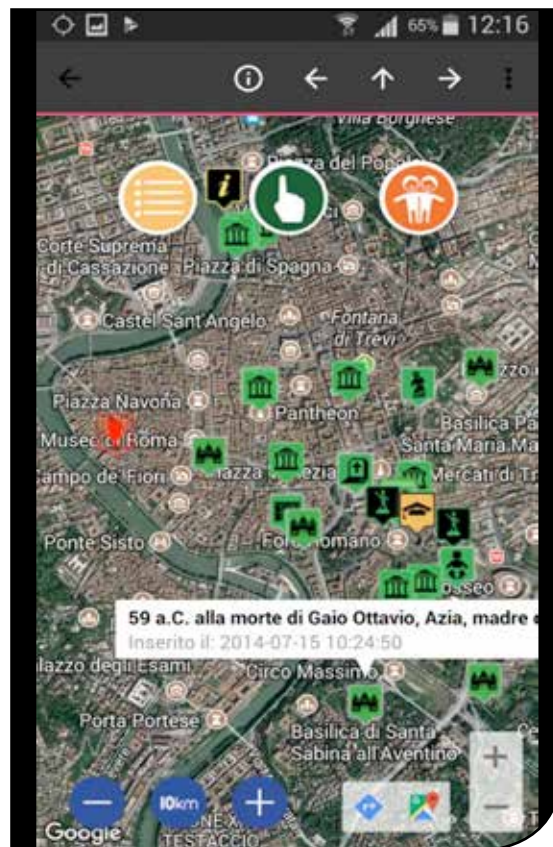 65% 12:16
Villa Borghese
Piazza del Popolo
i
Corte Suprema
di Cassazione
Piazza di Spagna
Castel Sant'Angelo
Fontana
di Trevi
Piazza Navona
Pantheon
Basilica Pa
Museo di Roma
Santa Maria Ma
ampo de' Fiori
Mercati di Tr
Ponte Sisto
Foro Romano
osseo
59 a.C. alla morte di Gaio Ottavio, Azia, madre
Inserito il: 2014-07-15 10:24:50
alazzo degli Esami
Circo Massimo
Porta Portese
Basilica di Santa
Sabina all'Aventino
10km
Google
TESTACCIO